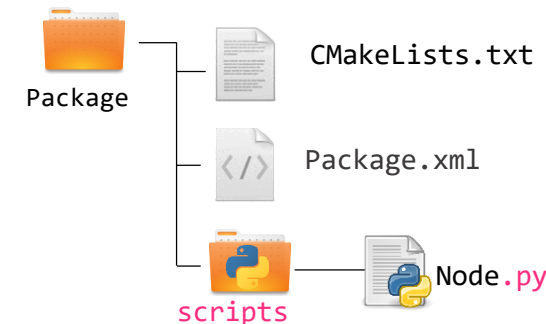 CMakeLists.txt
Package
Package.xml
Node.py
scripts